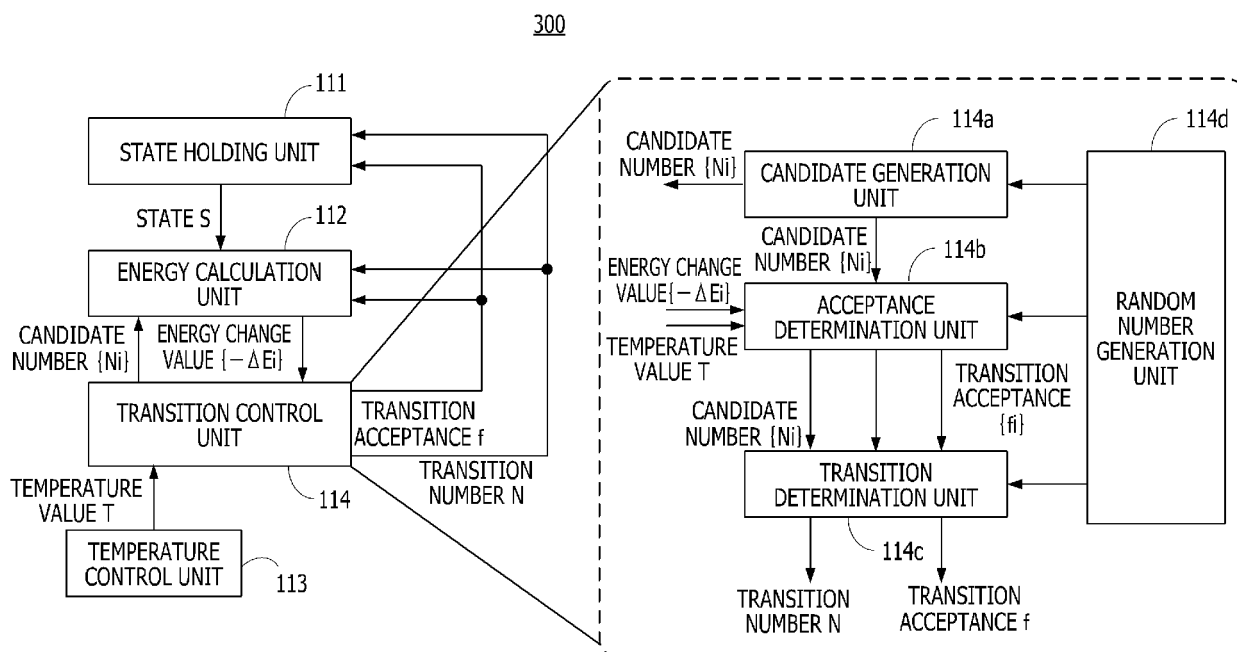 300
111
STATE HOLDING UNIT
STATE S
112
ENERGY CALCULATION
UNIT
CANDIDATE
NUMBER {Ni}
ENERGY CHANGE
VALUE {-ΔEi}
TRANSITION CONTROL
UNIT
TRANSITION
ACCEPTANCE f
TRANSITION
NUMBER N
114
TEMPERATURE
VALUE T
TEMPERATURE
CONTROL UNIT
113
114a
114d
CANDIDATE
NUMBER {Ni}
CANDIDATE GENERATION
UNIT
CANDIDATE
NUMBER {Ni}
114b
ENERGY CHANGE
VALUE{-ΔEi}
ACCEPTANCE
DETERMINATION UNIT
TEMPERATURE
VALUE T
RANDOM
NUMBER
GENERATION
UNIT
CANDIDATE
NUMBER {Ni}
TRANSITION
ACCEPTANCE
{fi}
TRANSITION
DETERMINATION UNIT
114c
TRANSITION
NUMBER N
TRANSITION
ACCEPTANCE f